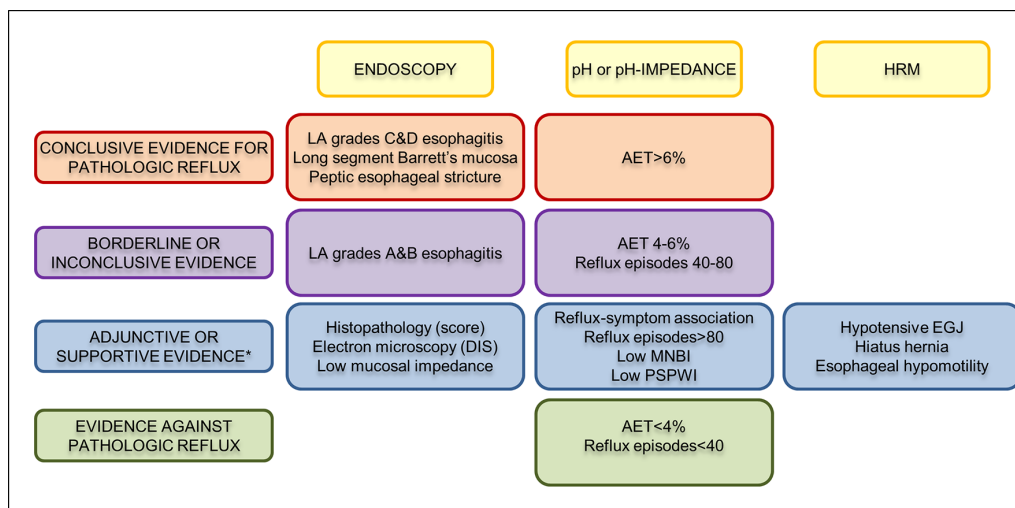 ENDOSCOPY
pH or pH-IMPEDANCE
HRM
CONCLUSIVE EVIDENCE FOR
PATHOLOGIC REFLUX
LA grades C&D esophagitis
Long segment Barrett's mucosa
Peptic esophageal stricture
AET>6%
BORDERLINE OR
INCONCLUSIVE EVIDENCE
LA grades A&B esophagitis
AET 4-6%
Reflux episodes 40-80
ADJUNCTIVE OR
SUPPORTIVE EVIDENCE*
Histopathology (score)
Electron microscopy (DIS)
Low mucosal impedance
Reflux-symptom association
Reflux episodes>80
Low MNBI
Low PSPWI
Hypotensive EGJ
Hiatus hernia
Esophageal hypomotility
EVIDENCE AGAINST
PATHOLOGIC REFLUX
AET<4%
Reflux episodes<40